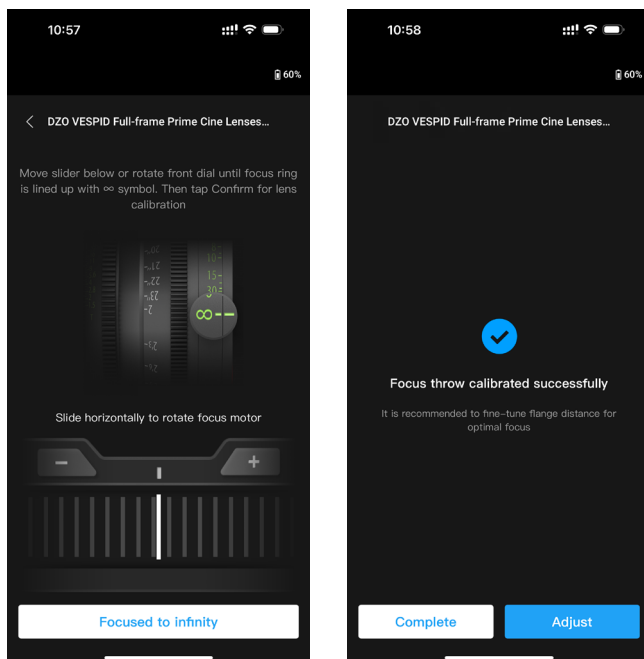 10:57
60%
DZO VESPID Full-frame Prime Cine Lenses...
Move slider below or rotate front dial until focus ring
is lined up with ∞ symbol. Then tap Confirm for lens
calibration
10
15
30
∞
Slide horizontally to rotate focus motor
Focused to infinity
10:58
60%
DZO VESPID Full-frame Prime Cine Lenses...
Focus throw calibrated successfully
It is recommended to fine-tune flange distance for
optimal focus
Complete
Adjust